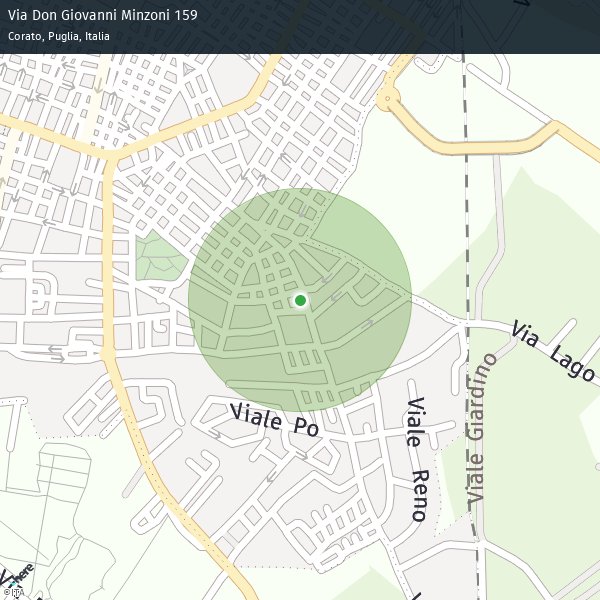 Via Don Giovanni Minzoni 159
Corato, Puglia, Italia
Via Lago
Viale Giardino
Viale Po
Viale Reno
here